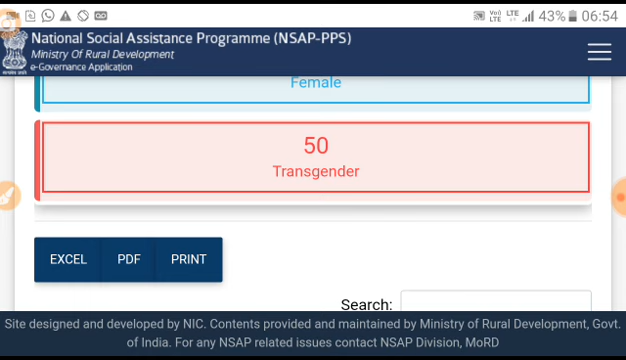 43% 06:54
National Social Assistance Programme (NSAP-PPS)
Ministry Of Rural Development
e-Governance Application
Female
50
Transgender
EXCEL PDF PRINT
Search:
Site designed and developed by NIC. Contents provided and maintained by Ministry of Rural Development, Govt.
of India. For any NSAP related issues contact NSAP Division, MoRD